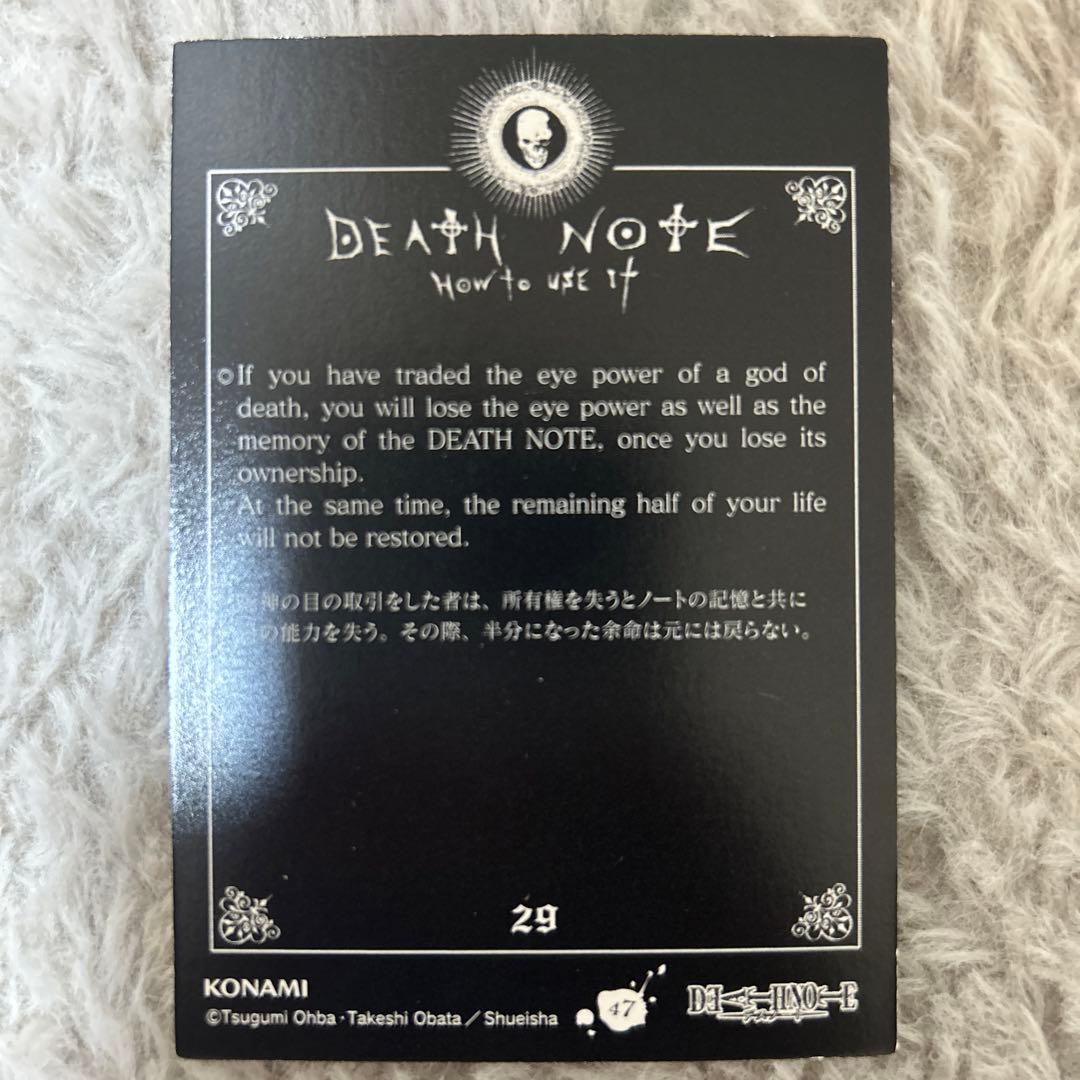 DEATH NOTE
HOW to USE It
If you have traded the eye power of a god of
death, you will lose the eye power as well as the
memory of the DEATH NOTE, once you lose its
ownership.
At the same time, the remaining half of your life
will not be restored.
神の目の取引をした者は、所有権を失うとノートの記憶と共に
の能力を失う。その際、半分になった余命は元には戻らない。
29
KONAMI
©Tsugumi Ohba・Takeshi Obata／Shueisha
47
DEATH NOTE
デスノート